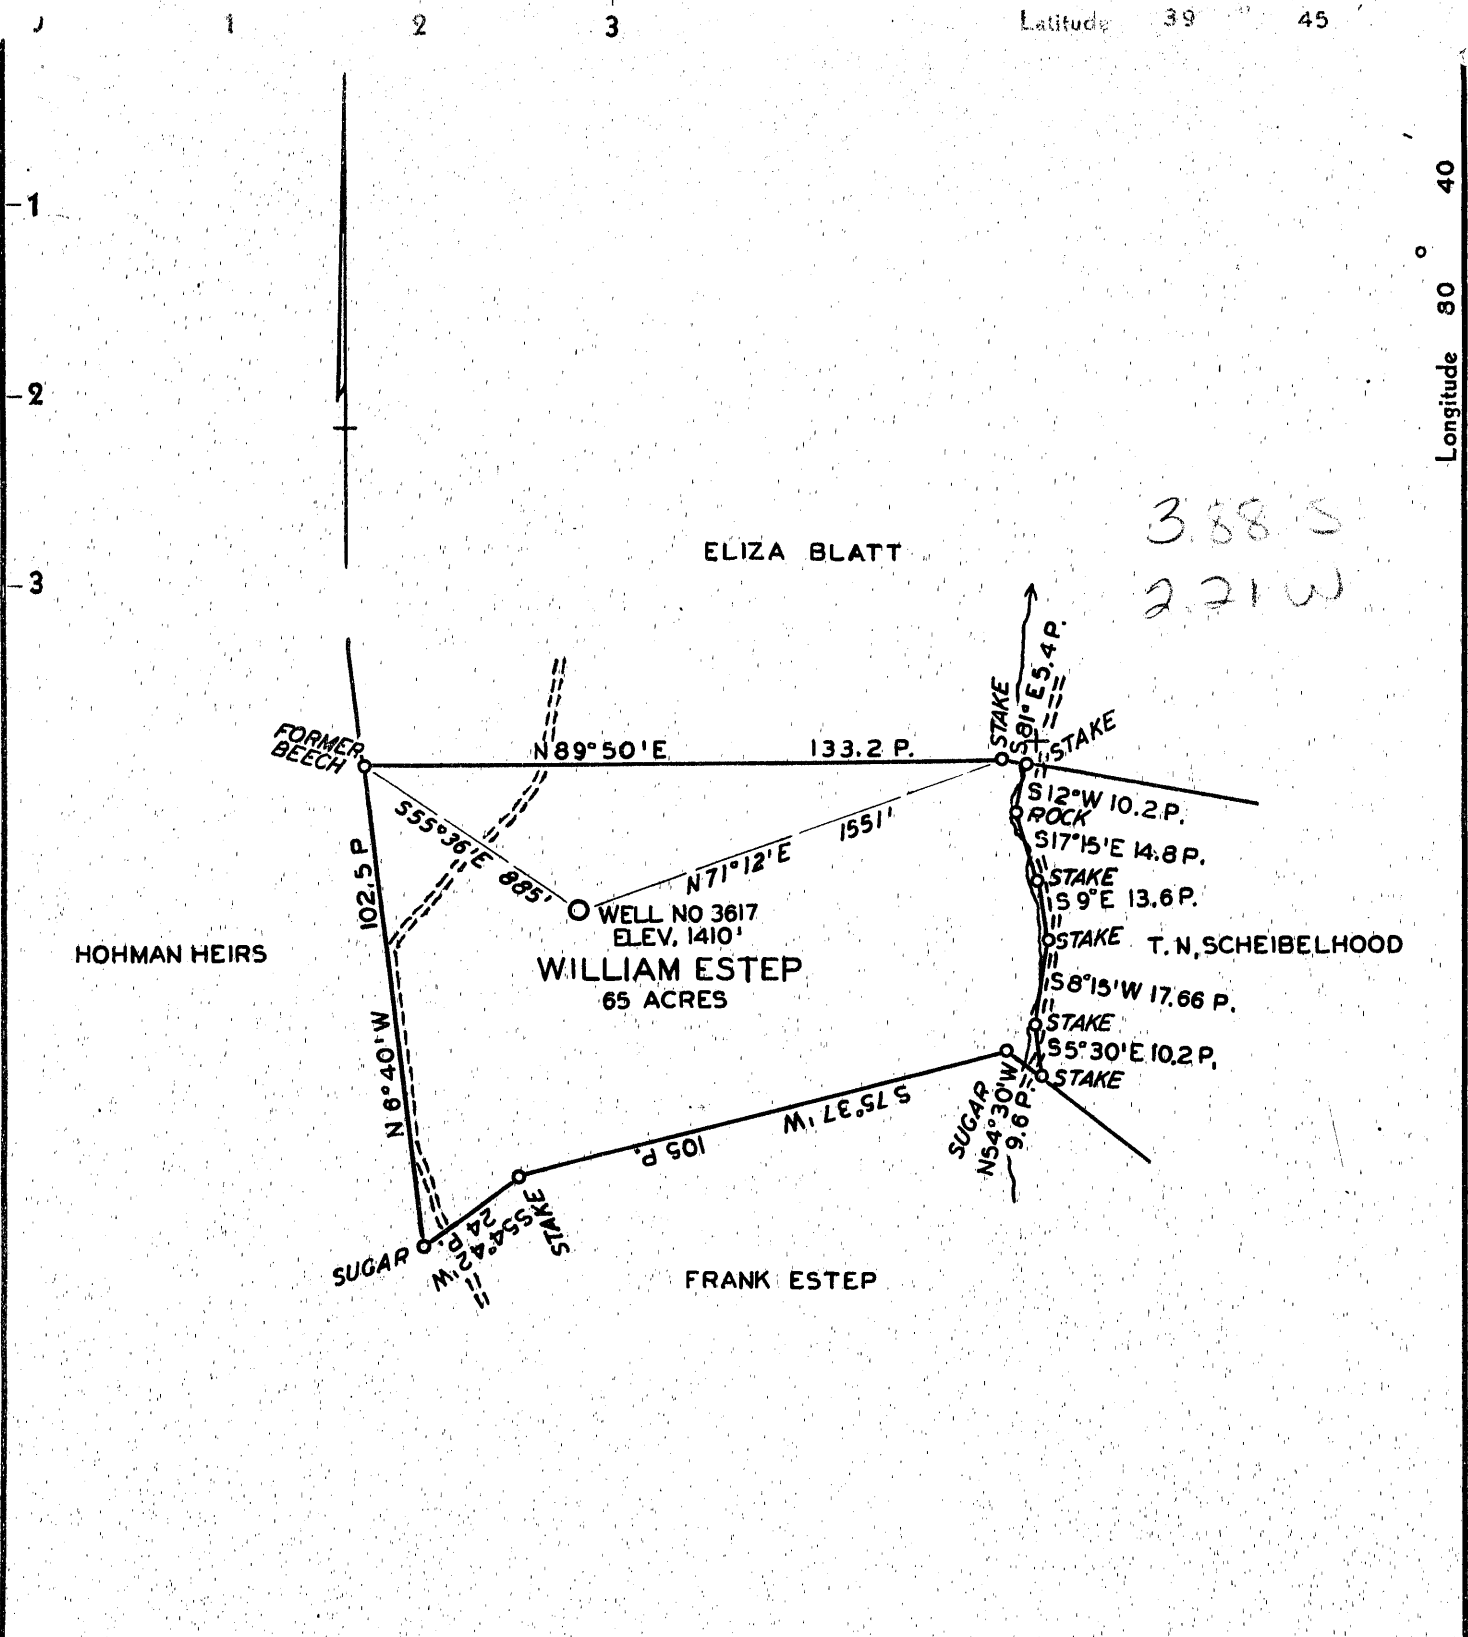 1 2 3 Latitude 39 ° 45 '
-1
-2
-3
Longitude 80 ° 40
3.88 S
2.21 W
ELIZA BLATT
FORMER
BEECH
N 89°50'E 133.2 P.
STAKE
S 81° E 5.4 P.
STAKE
S 12° W 10.2 P.
ROCK
S 17°15'E 14.8 P.
STAKE
S 9° E 13.6 P.
STAKE
T. N. SCHEIBELHOOD
S 8°15'W 17.66 P.
STAKE
S 5°30'E 10.2 P.
STAKE
S 55°36'E 885'
N 71°12'E 1551'
WELL NO 3617
ELEV. 1410'
WILLIAM ESTEP
65 ACRES
HOHMAN HEIRS
N 6°40'W 102.5 P
SUGAR
N54°30'W
9.6 P.
S 75°37'W 105 P.
STAKE
S54°42'W
24 P.
SUGAR
FRANK ESTEP